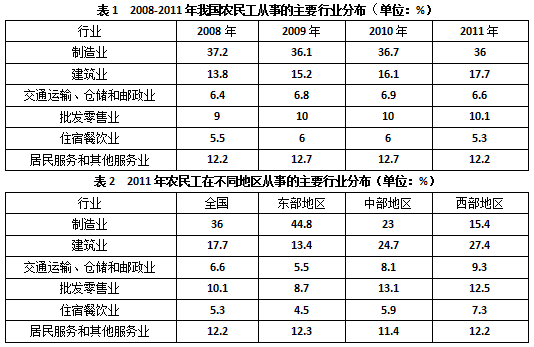 表 1 2008-2011 年我国农民工从事的主要行业分布（单位：%）
行业 2008 年 2009 年 2010 年 2011 年
制造业 37.2 36.1 36.7 36
建筑业 13.8 15.2 16.1 17.7
交通运输、仓储和邮政业 6.4 6.8 6.9 6.6
批发零售业 9 10 10 10.1
住宿餐饮业 5.5 6 6 5.3
居民服务和其他服务业 12.2 12.7 12.7 12.2
表 2 2011 年农民工在不同地区从事的主要行业分布（单位：%）
行业 全国 东部地区 中部地区 西部地区
制造业 36 44.8 23 15.4
建筑业 17.7 13.4 24.7 27.4
交通运输、仓储和邮政业 6.6 5.5 8.1 9.3
批发零售业 10.1 8.7 13.1 12.5
住宿餐饮业 5.3 4.5 5.9 7.3
居民服务和其他服务业 12.2 12.3 11.4 12.2